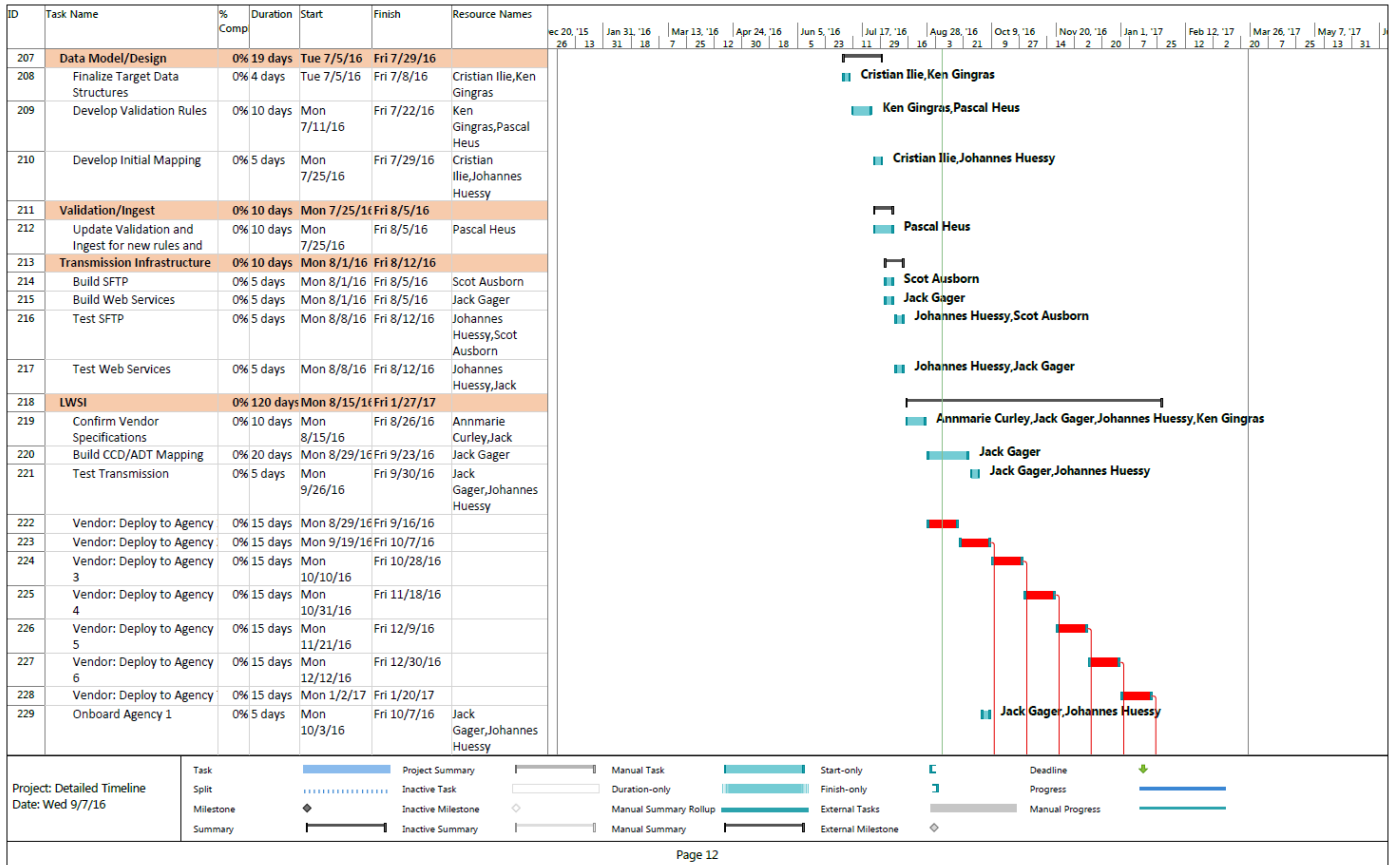 ID Task Name % Compl Duration Start Finish Resource Names
ec 20, '15 Jan 31, '16 Mar 13, '16 Apr 24, '16 Jun 5, '16 Jul 17, '16 Aug 28, '16 Oct 9, '16 Nov 20, '16 Jan 1, '17 Feb 12, '17 Mar 26, '17 May 7, '17
26 13 31 18 7 25 12 30 18 5 23 11 29 16 3 21 9 27 14 2 20 7 25 12 2 20 7 25 13 31
207 Data Model/Design 0% 19 days Tue 7/5/16 Fri 7/29/16
208 Finalize Target Data 0% 4 days Tue 7/5/16 Fri 7/8/16 Cristian Ilie,Ken Cristian Ilie,Ken Gingras
Structures Gingras
209 Develop Validation Rules 0% 10 days Mon Fri 7/22/16 Ken Ken Gingras,Pascal Heus
7/11/16 Gingras,Pascal
Heus
210 Develop Initial Mapping 0% 5 days Mon Fri 7/29/16 Cristian Cristian Ilie,Johannes Huessy
7/25/16 Ilie,Johannes
Huessy
211 Validation/Ingest 0% 10 days Mon 7/25/16 Fri 8/5/16
212 Update Validation and 0% 10 days Mon Fri 8/5/16 Pascal Heus Pascal Heus
Ingest for new rules and 7/25/16
213 Transmission Infrastructure 0% 10 days Mon 8/1/16 Fri 8/12/16
214 Build SFTP 0% 5 days Mon 8/1/16 Fri 8/5/16 Scot Ausborn Scot Ausborn
215 Build Web Services 0% 5 days Mon 8/1/16 Fri 8/5/16 Jack Gager Jack Gager
216 Test SFTP 0% 5 days Mon 8/8/16 Fri 8/12/16 Johannes Johannes Huessy,Scot Ausborn
Huessy,Scot
Ausborn
217 Test Web Services 0% 5 days Mon 8/8/16 Fri 8/12/16 Johannes Johannes Huessy,Jack Gager
Huessy,Jack
218 LWSI 0% 120 days Mon 8/15/16 Fri 1/27/17
219 Confirm Vendor 0% 10 days Mon Fri 8/26/16 Annmarie Annmarie Curley,Jack Gager,Johannes Huessy,Ken Gingras
Specifications 8/15/16 Curley,Jack
220 Build CCD/ADT Mapping 0% 20 days Mon 8/29/16 Fri 9/23/16 Jack Gager Jack Gager
221 Test Transmission 0% 5 days Mon Fri 9/30/16 Jack Jack Gager,Johannes Huessy
9/26/16 Gager,Johannes
Huessy
222 Vendor: Deploy to Agency 0% 15 days Mon 8/29/16 Fri 9/16/16
223 Vendor: Deploy to Agency 0% 15 days Mon 9/19/16 Fri 10/7/16
224 Vendor: Deploy to Agency 0% 15 days Mon Fri 10/28/16
3 10/10/16
225 Vendor: Deploy to Agency 0% 15 days Mon Fri 11/18/16
4 10/31/16
226 Vendor: Deploy to Agency 0% 15 days Mon Fri 12/9/16
5 11/21/16
227 Vendor: Deploy to Agency 0% 15 days Mon Fri 12/30/16
6 12/12/16
228 Vendor: Deploy to Agency 0% 15 days Mon 1/2/17 Fri 1/20/17
229 Onboard Agency 1 0% 5 days Mon Fri 10/7/16 Jack Jack Gager,Johannes Huessy
10/3/16 Gager,Johannes
Huessy
Project: Detailed Timeline
Date: Wed 9/7/16
Task Project Summary Manual Task Start-only Deadline
Split Inactive Task Duration-only Finish-only Progress
Milestone Inactive Milestone Manual Summary Rollup External Tasks Manual Progress
Summary Inactive Summary Manual Summary External Milestone
Page 12